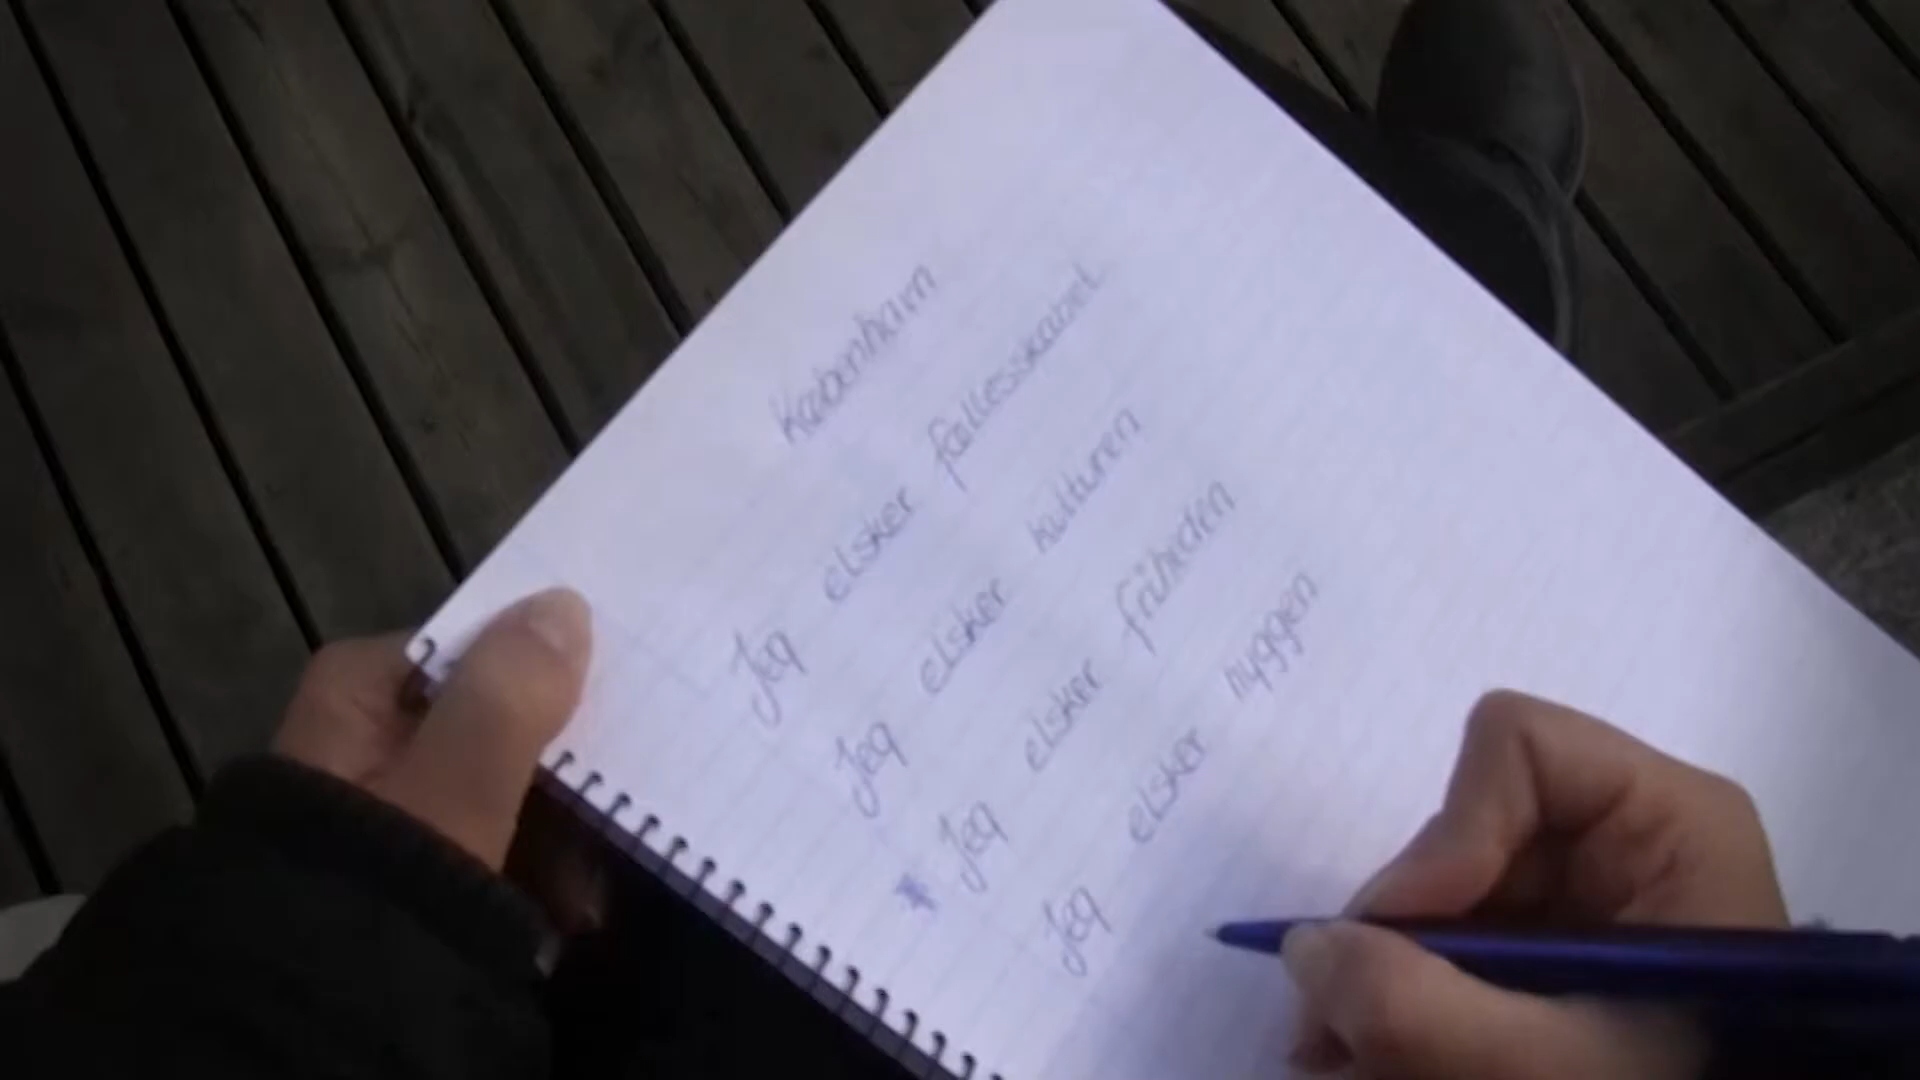 København
Jeg elsker fællesskabet
Jeg elsker kulturen
Jeg elsker friheden
Jeg elsker hyggen